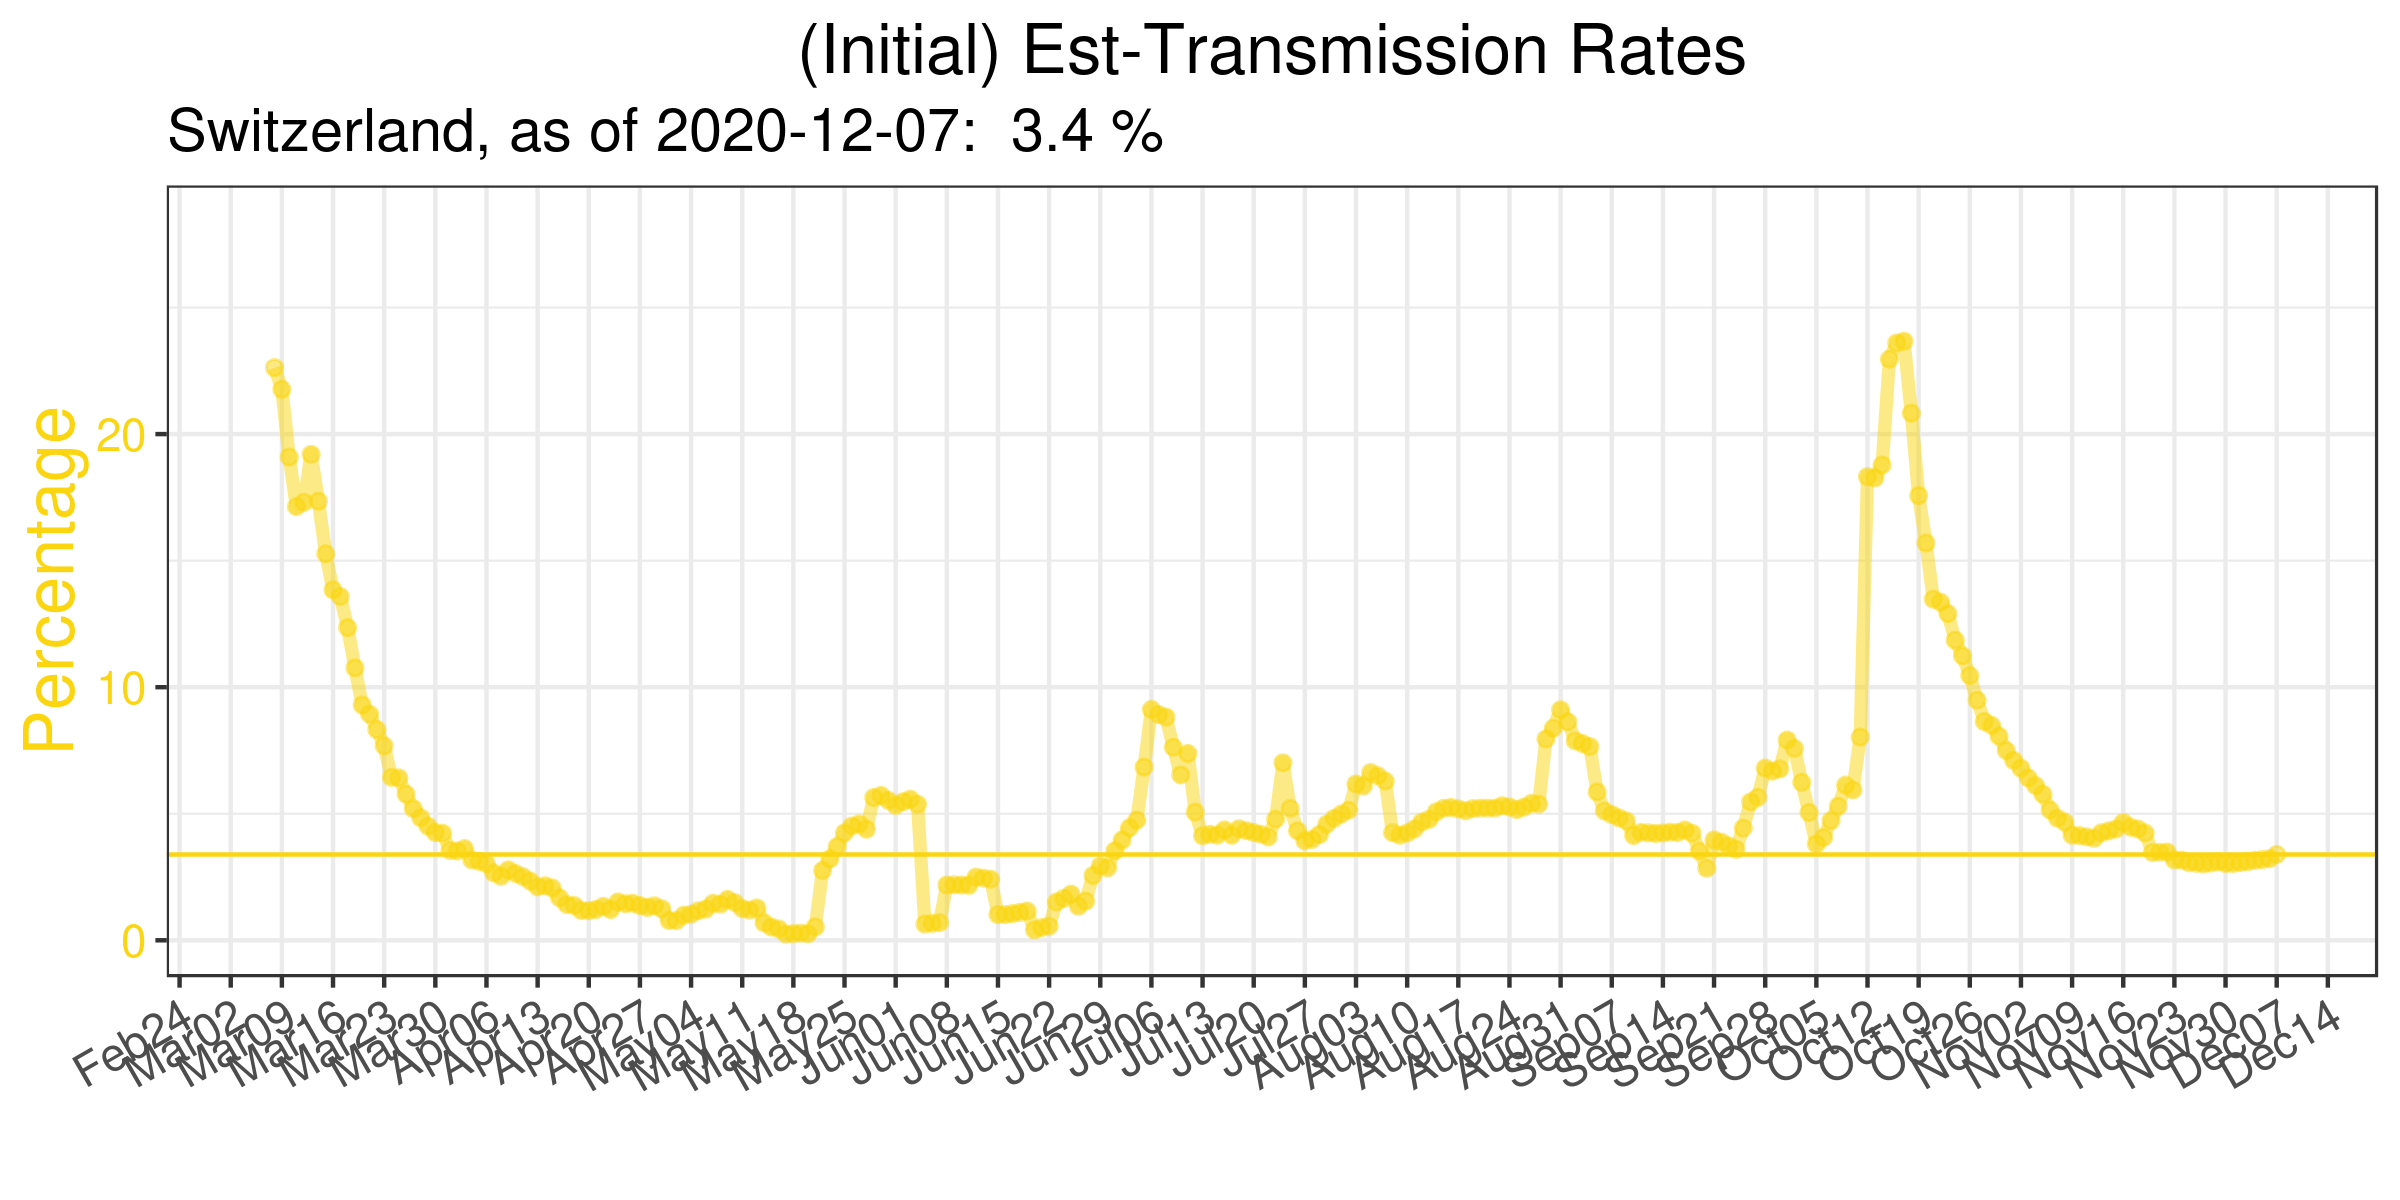 (Initial) Est-Transmission Rates
Switzerland, as of 2020-12-07:  3.4 %
Percentage
20
10
0
Feb24
Mar02
Mar09
Mar16
Mar23
Mar30
Apr06
Apr13
Apr20
Apr27
May04
May11
May18
May25
Jun01
Jun08
Jun15
Jun22
Jun29
Jul06
Jul13
Jul20
Jul27
Aug03
Aug10
Aug17
Aug24
Aug31
Sep07
Sep14
Sep21
Sep28
Oct05
Oct12
Oct19
Oct26
Nov02
Nov09
Nov16
Nov23
Nov30
Dec07
Dec14